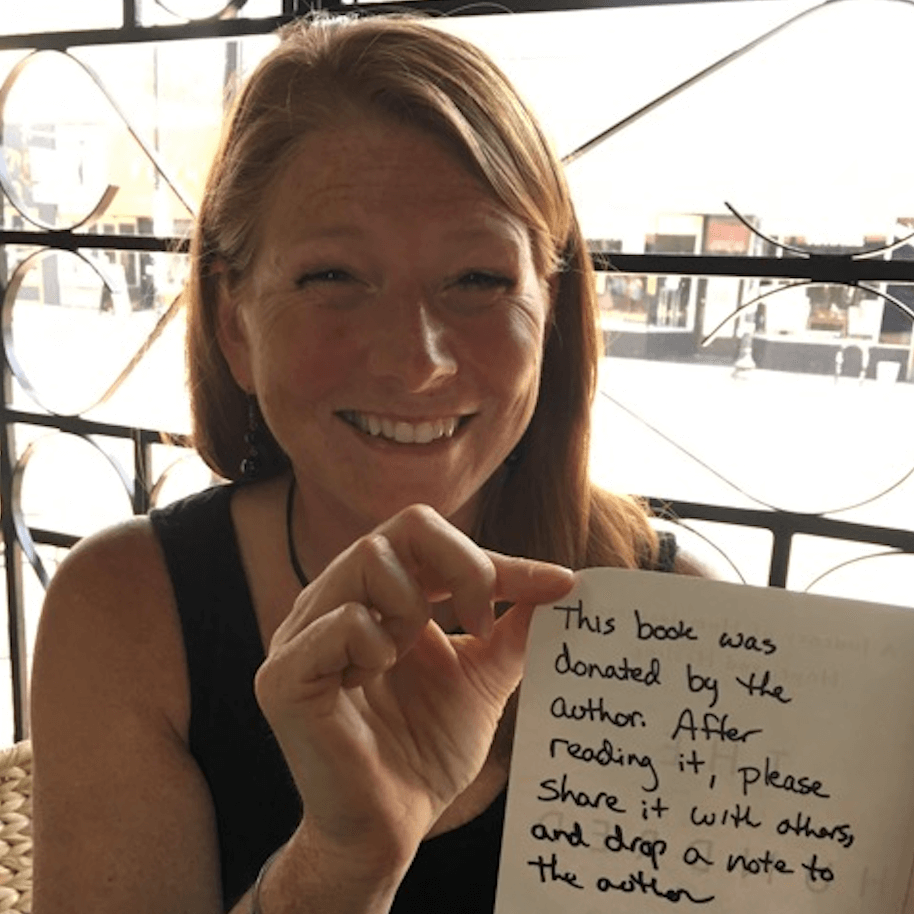 This book was
donated by the
author. After
reading it, please
share it with others,
and drop a note to
the author